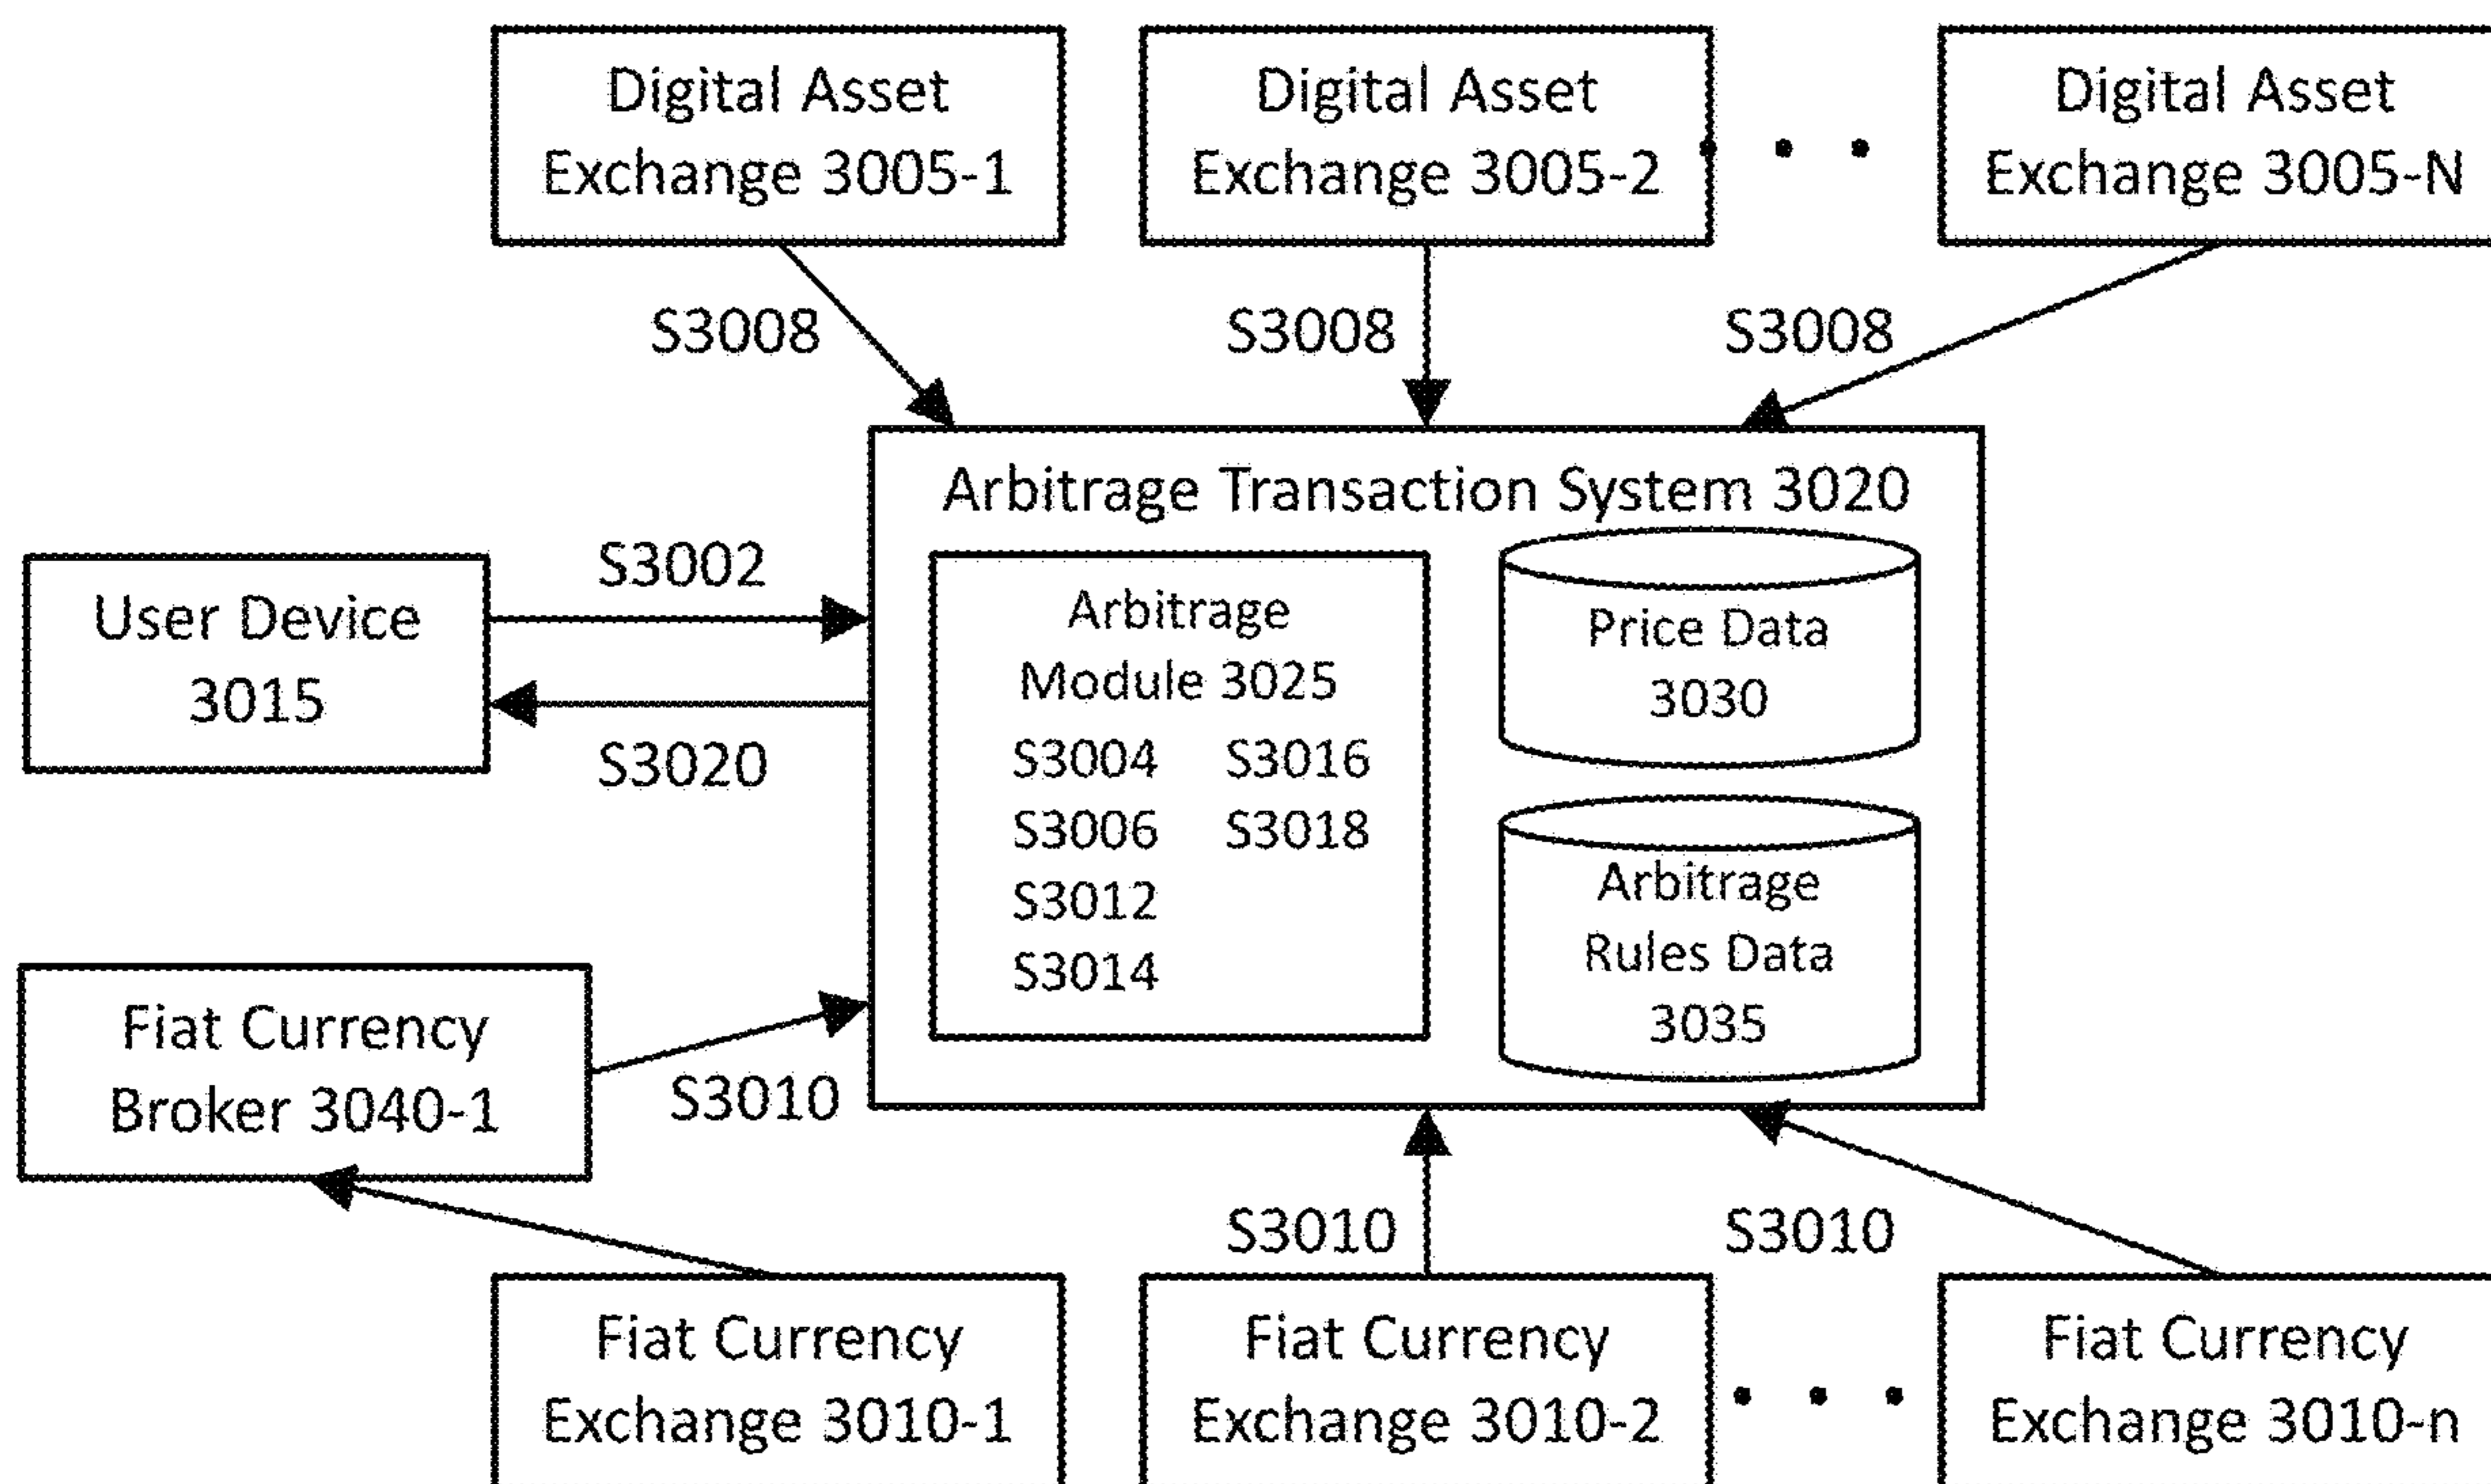 Digital Asset
Exchange 3005-1
Digital Asset
Exchange 3005-2
Digital Asset
Exchange 3005-N
S3008
S3008
S3008
Arbitrage Transaction System 3020
User Device
3015
S3002
S3020
Arbitrage
Module 3025
S3004 S3016
S3006 S3018
S3012
S3014
Price Data
3030
Arbitrage
Rules Data
3035
Fiat Currency
Broker 3040-1
S3010
S3010
S3010
Fiat Currency
Exchange 3010-1
Fiat Currency
Exchange 3010-2
Fiat Currency
Exchange 3010-n